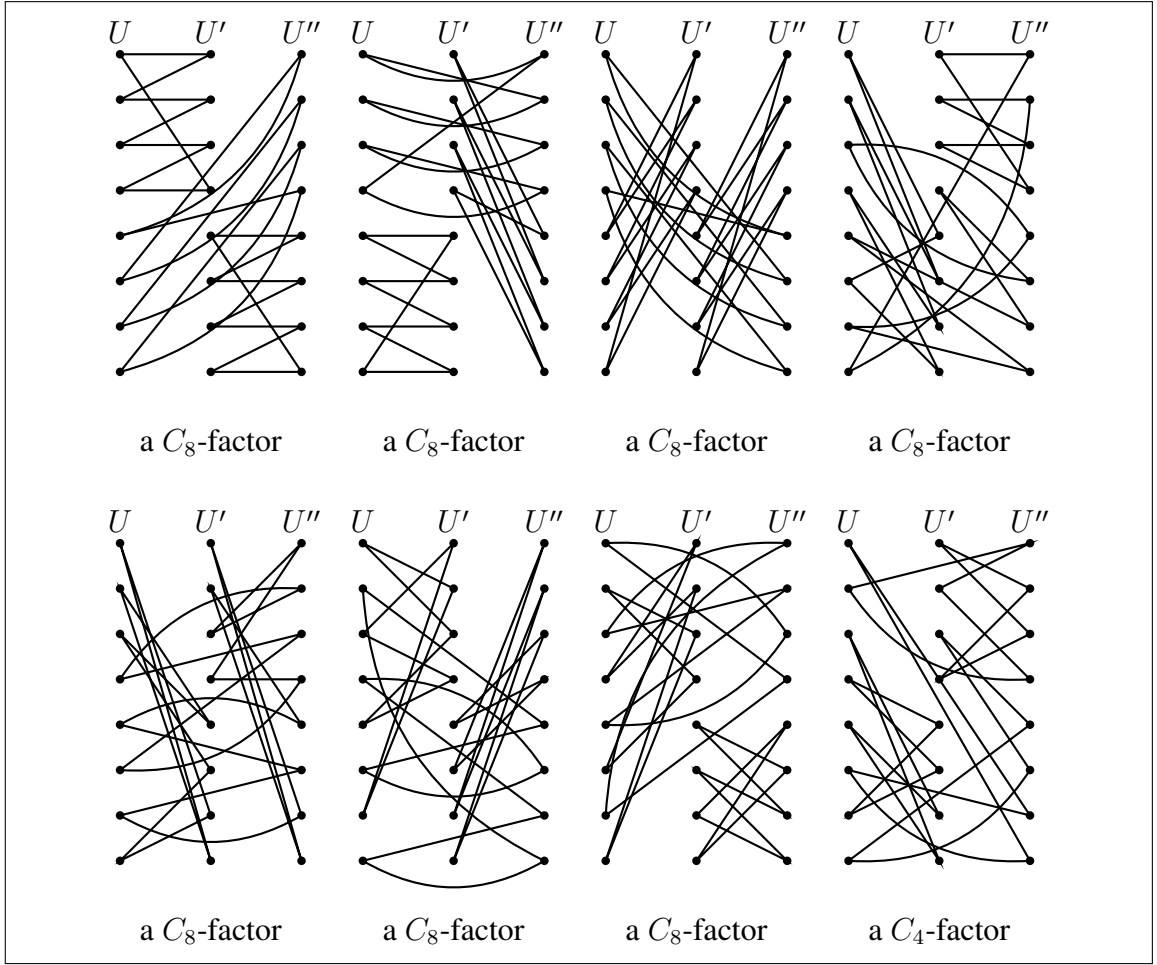 U U′ U″ U U′ U″ U U′ U″ U U′ U″
a C₈-factor a C₈-factor a C₈-factor a C₈-factor
U U′ U″ U U′ U″ U U′ U″ U U′ U″
a C₈-factor a C₈-factor a C₈-factor a C₄-factor